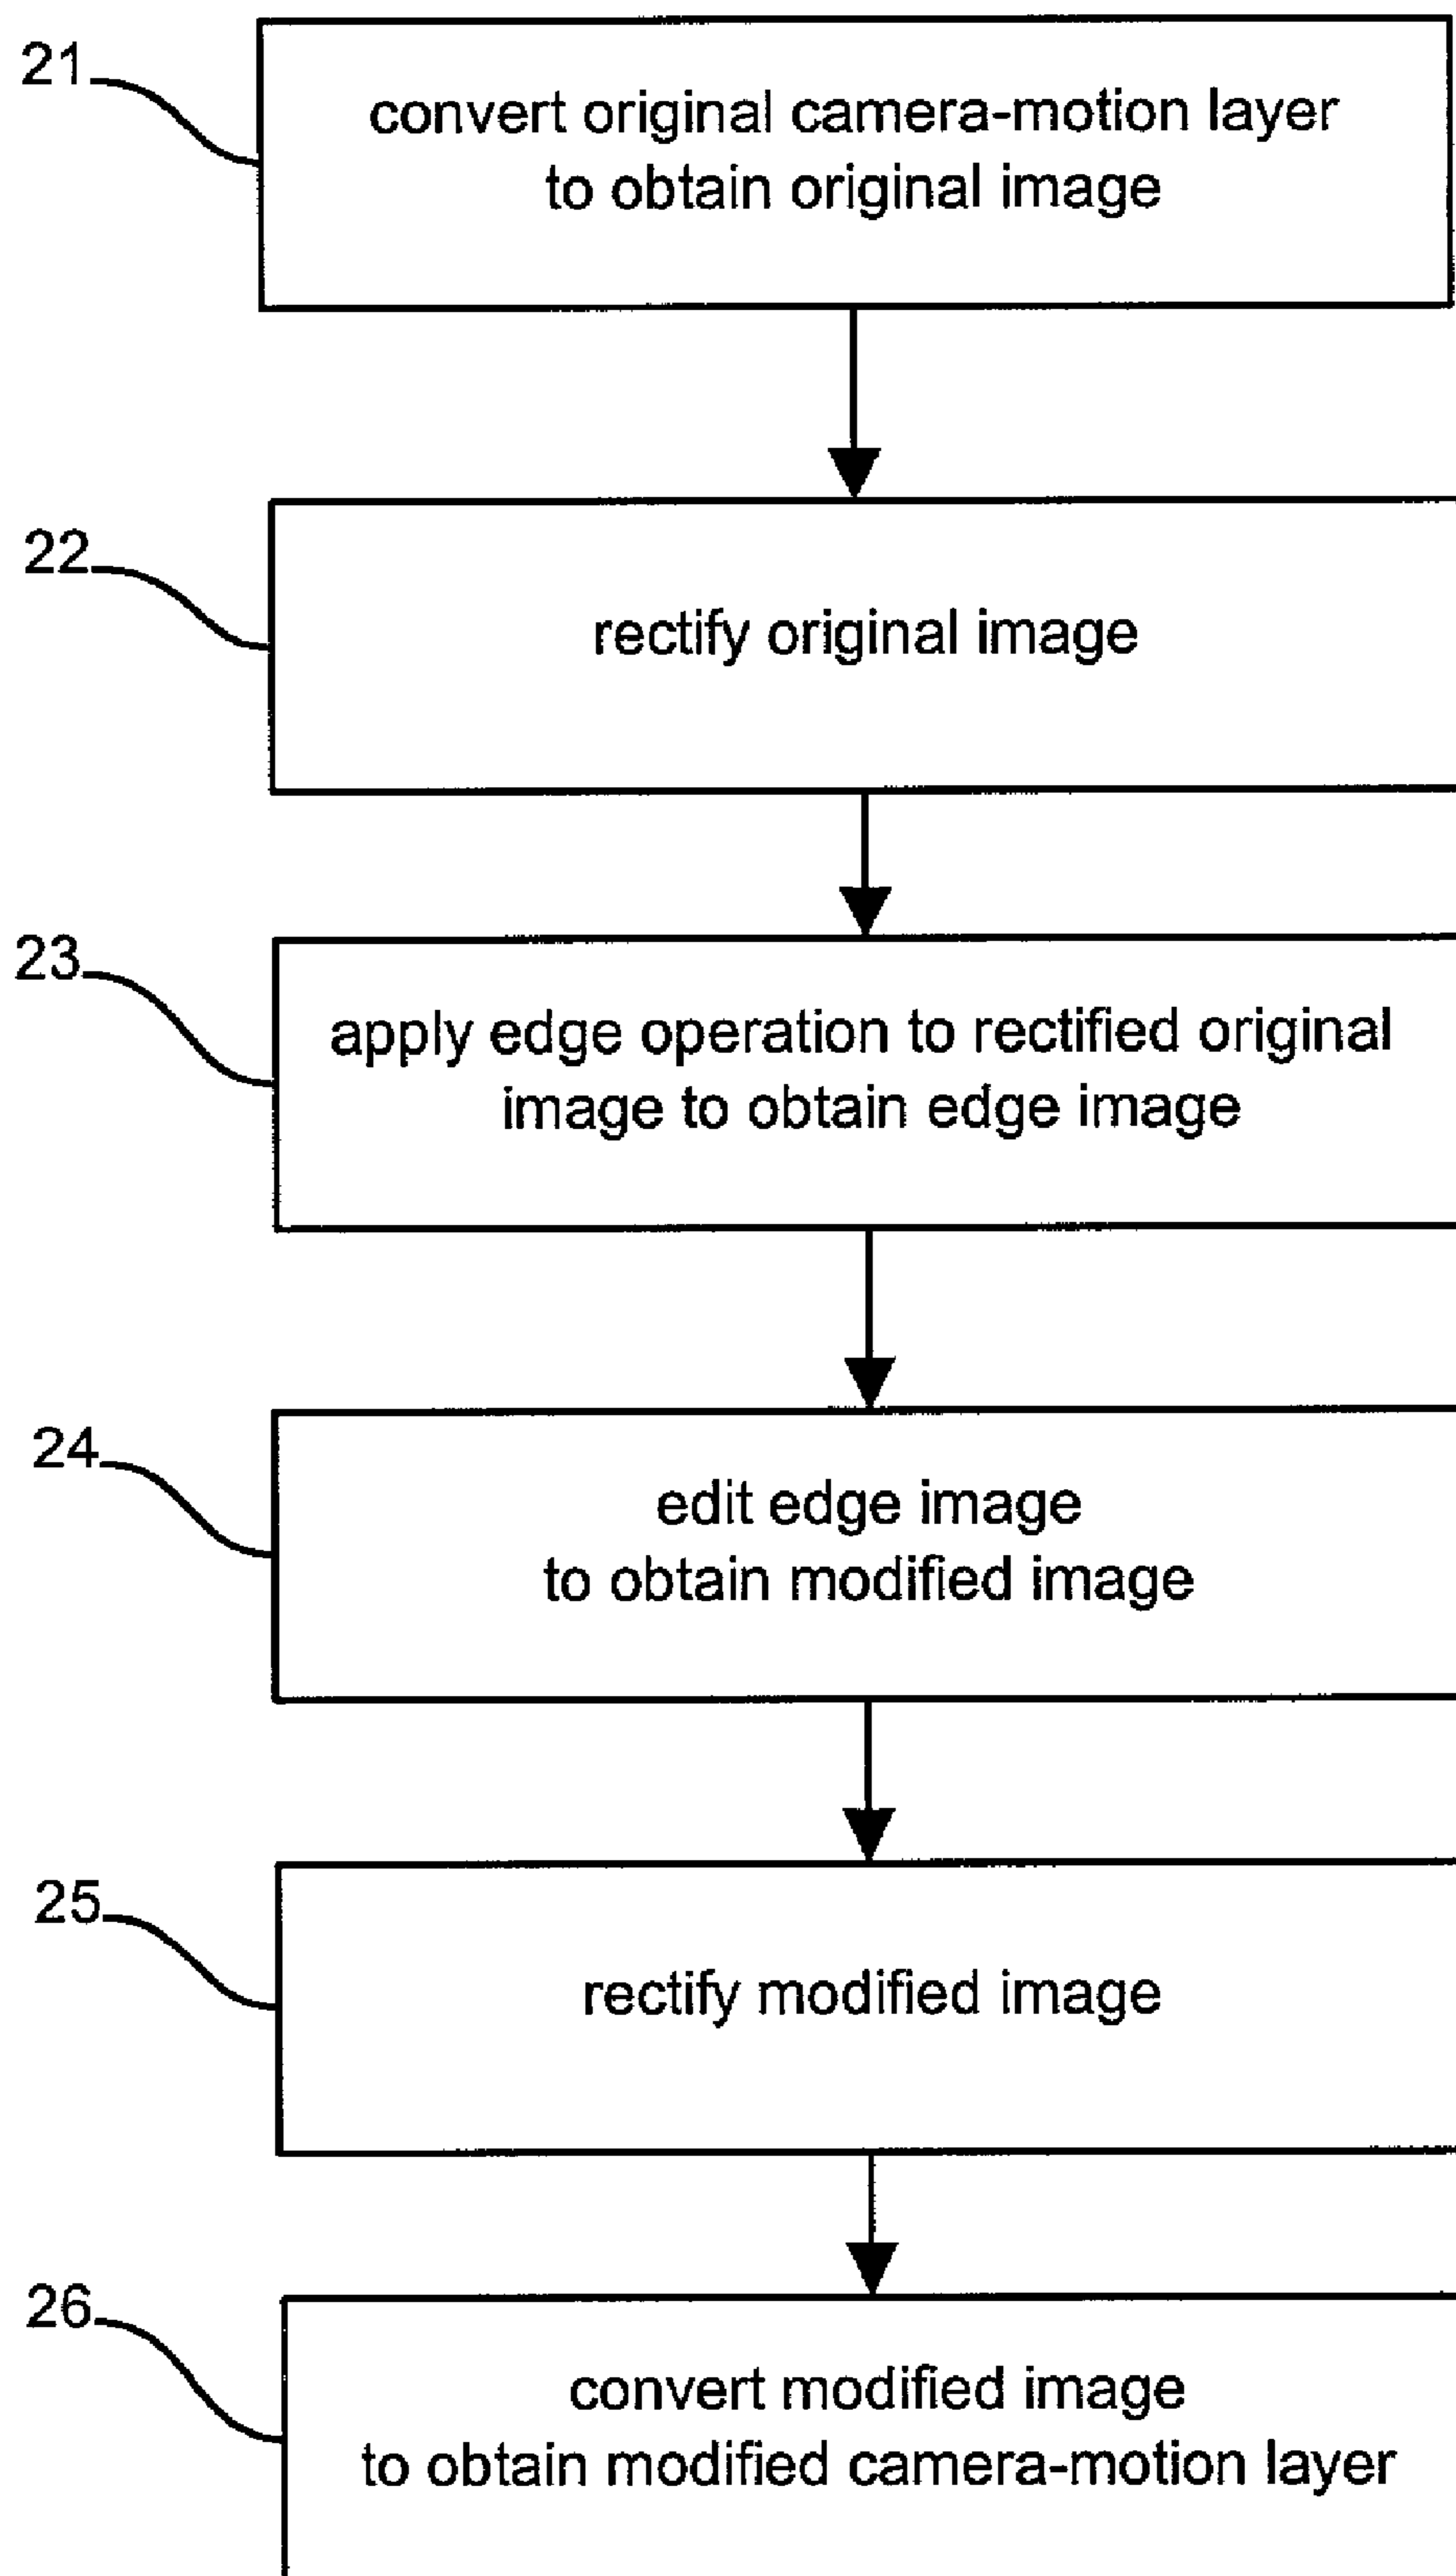 21
convert original camera-motion layer
to obtain original image
22
rectify original image
23
apply edge operation to rectified original
image to obtain edge image
24
edit edge image
to obtain modified image
25
rectify modified image
26
convert modified image
to obtain modified camera-motion layer